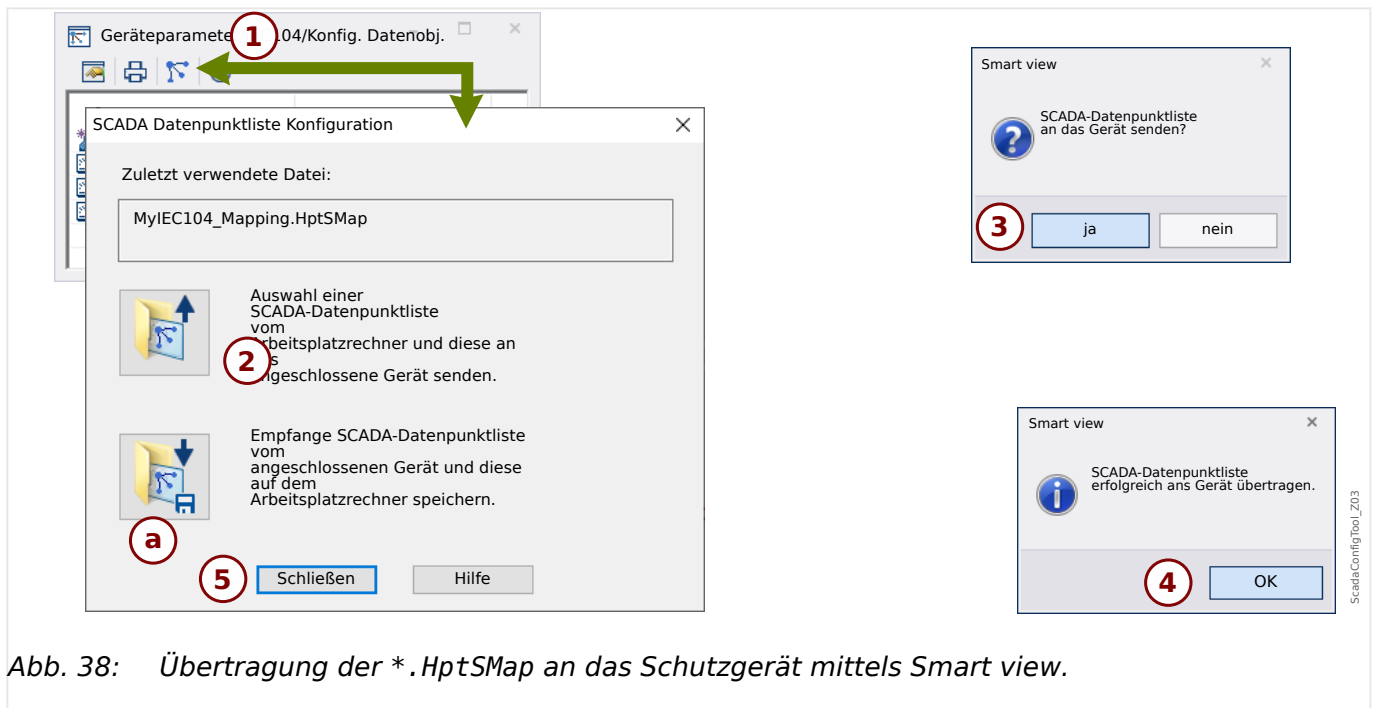 Geräteparamete 1 04/Konfig. Datenobj.
SCADA Datenpunktliste Konfiguration
Zuletzt verwendete Datei:
MyIEC104_Mapping.HptSMap
Auswahl einer
SCADA-Datenpunktliste
vom
rbeitsplatzrechner und diese an
2 s
ngeschlossene Gerät senden.
Empfange SCADA-Datenpunktliste
vom
angeschlossenen Gerät und diese
auf dem
Arbeitsplatzrechner speichern.
a
5 Schließen Hilfe
Smart view
SCADA-Datenpunktliste
an das Gerät senden?
3 ja nein
Smart view
SCADA-Datenpunktliste
erfolgreich ans Gerät übertragen.
4 OK
ScadaConfigTool_Z03
Abb. 38: Übertragung der *.HptSMap an das Schutzgerät mittels Smart view.